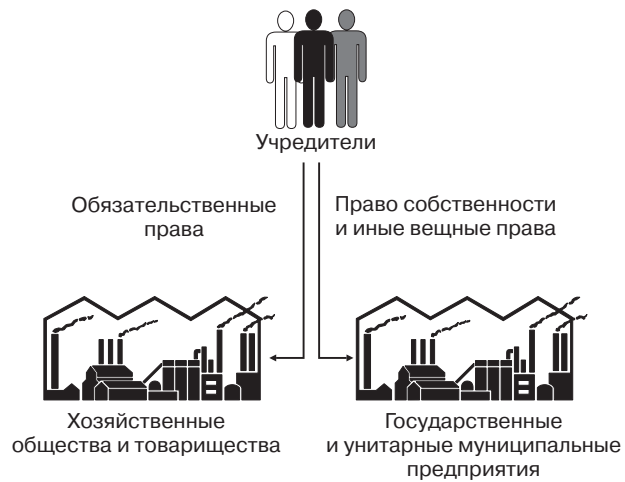 Учредители
Обязательственные
права
Право собственности
и иные вещные права
Хозяйственные
общества и товарищества
Государственные
и унитарные муниципальные
предприятия